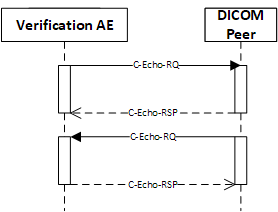 Verification AE
DICOM
Peer
C-Echo-RQ
C-Echo-RSP
C-Echo-RQ
C-Echo-RSP